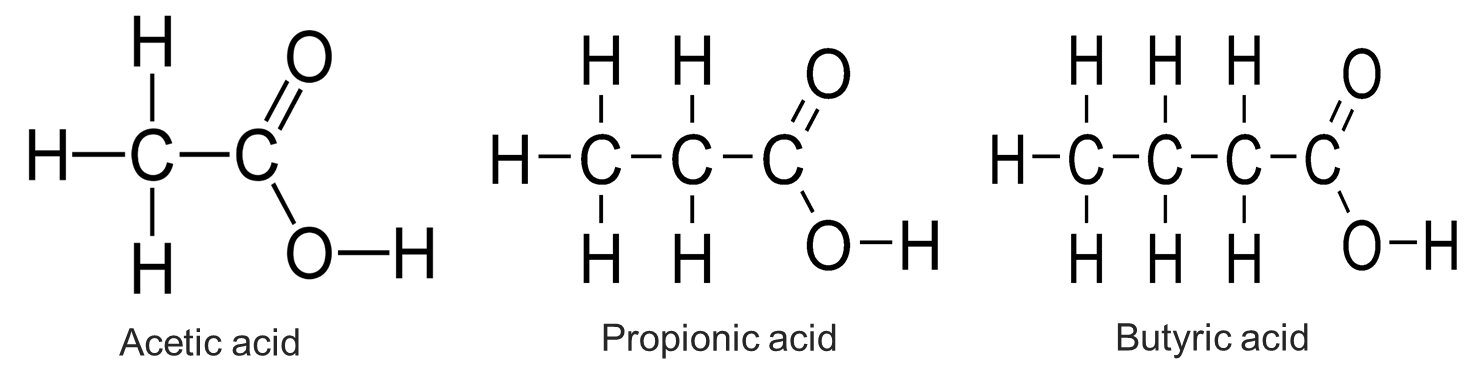 H H H H H H
O O O
H C C H C C C H C C C C
H H H H H H
O H O H O H
Acetic acid Propionic acid Butyric acid